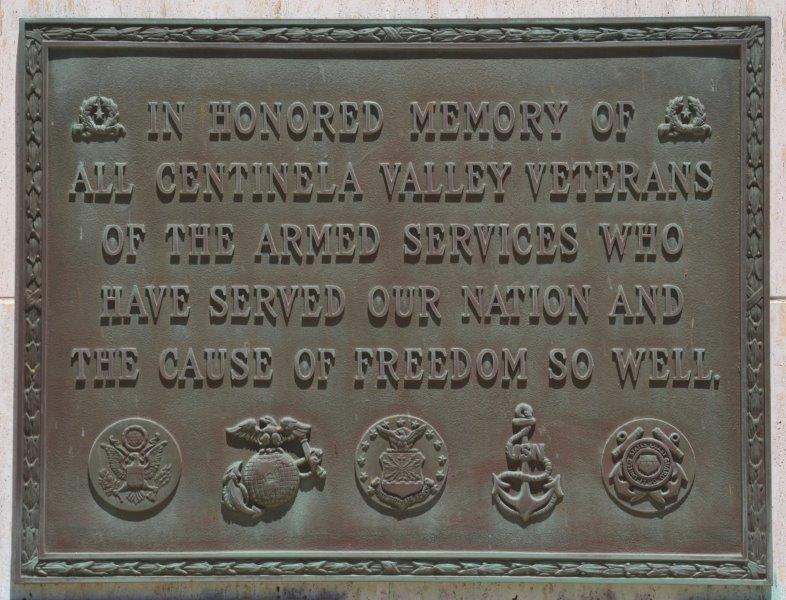 IN HONORED MEMORY OF
ALL CENTINELA VALLEY VETERANS
OF THE ARMED SERVICES WHO
HAVE SERVED OUR NATION AND
THE CAUSE OF FREEDOM SO WELL.
USN